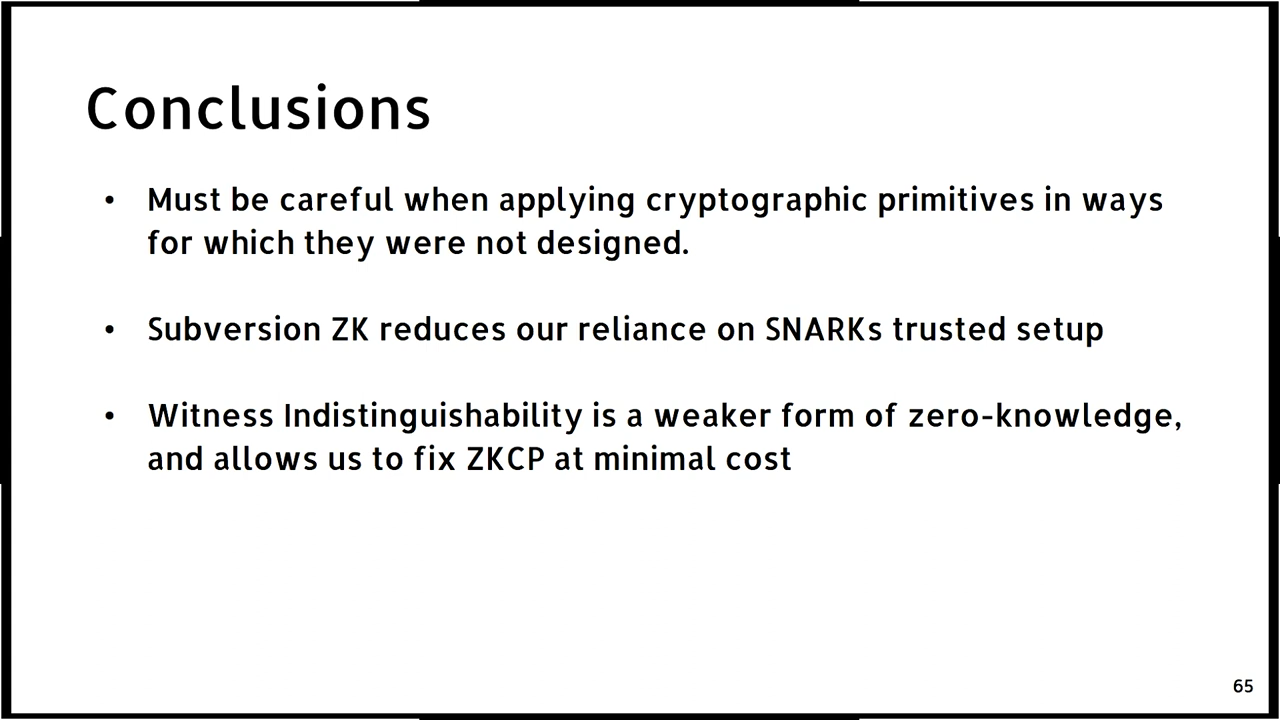 Conclusions
• Must be careful when applying cryptographic primitives in ways
for which they were not designed.
• Subversion ZK reduces our reliance on SNARKs trusted setup
• Witness Indistinguishability is a weaker form of zero-knowledge,
and allows us to fix ZKCP at minimal cost
65